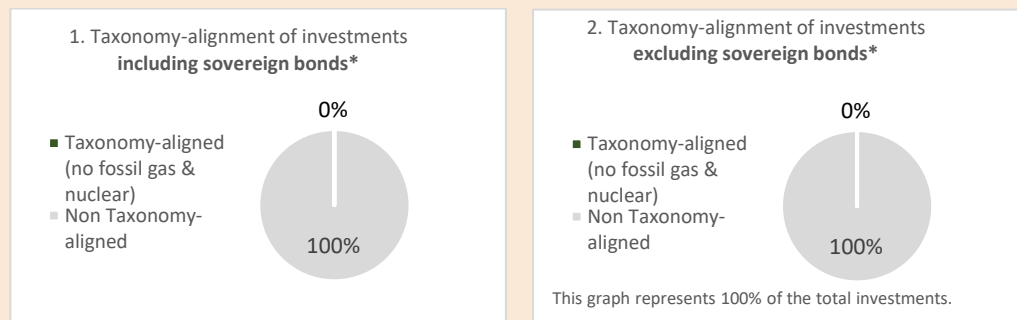 1. Taxonomy-alignment of investments
including sovereign bonds*
0%
Taxonomy-aligned
(no fossil gas &
nuclear)
Non Taxonomy-
aligned
100%
2. Taxonomy-alignment of investments
excluding sovereign bonds*
0%
Taxonomy-aligned
(no fossil gas &
nuclear)
Non Taxonomy-
aligned
100%
This graph represents 100% of the total investments.